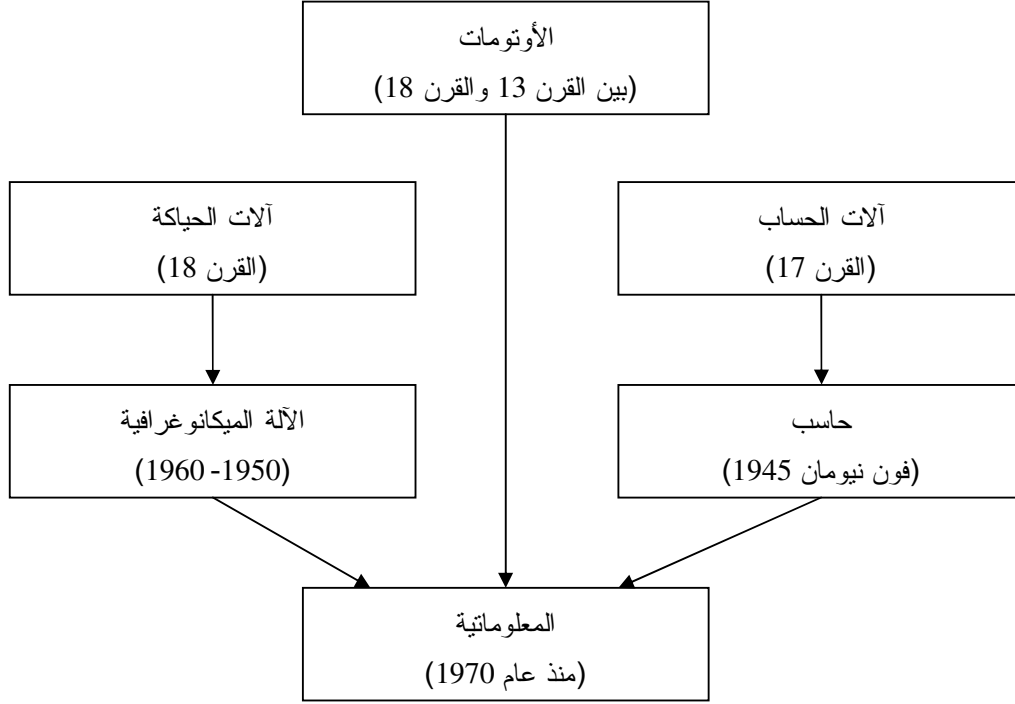 الأوتومات
(بين القرن 13 والقرن 18)
آلات الحساب
(القرن 17)
آلات الحياكة
(القرن 18)
حاسب
(فون نيومان 1945)
الآلة الميكانوغرافية
(1950-1960)
المعلوماتية
(منذ عام 1970)